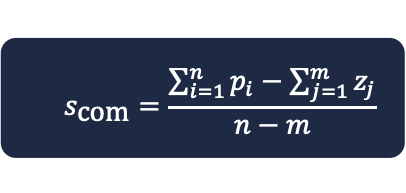 s_com = (∑_{i=1}^{n} p_i − ∑_{j=1}^{m} z_j) / (n − m)